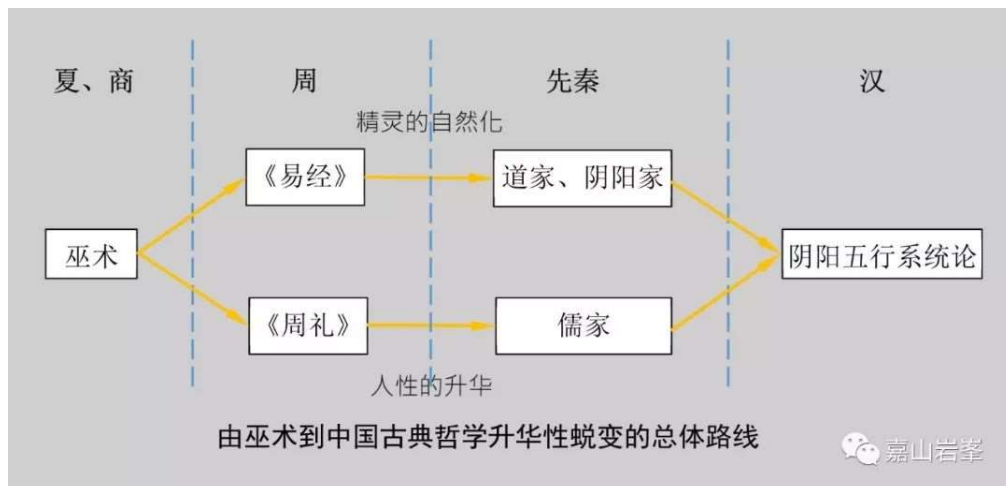 夏、商
周
先秦
汉
精灵的自然化
《易经》
道家、阴阳家
巫术
阴阳五行系统论
《周礼》
儒家
人性的升华
由巫术到中国古典哲学升华性蜕变的总体路线
嘉山岩峯